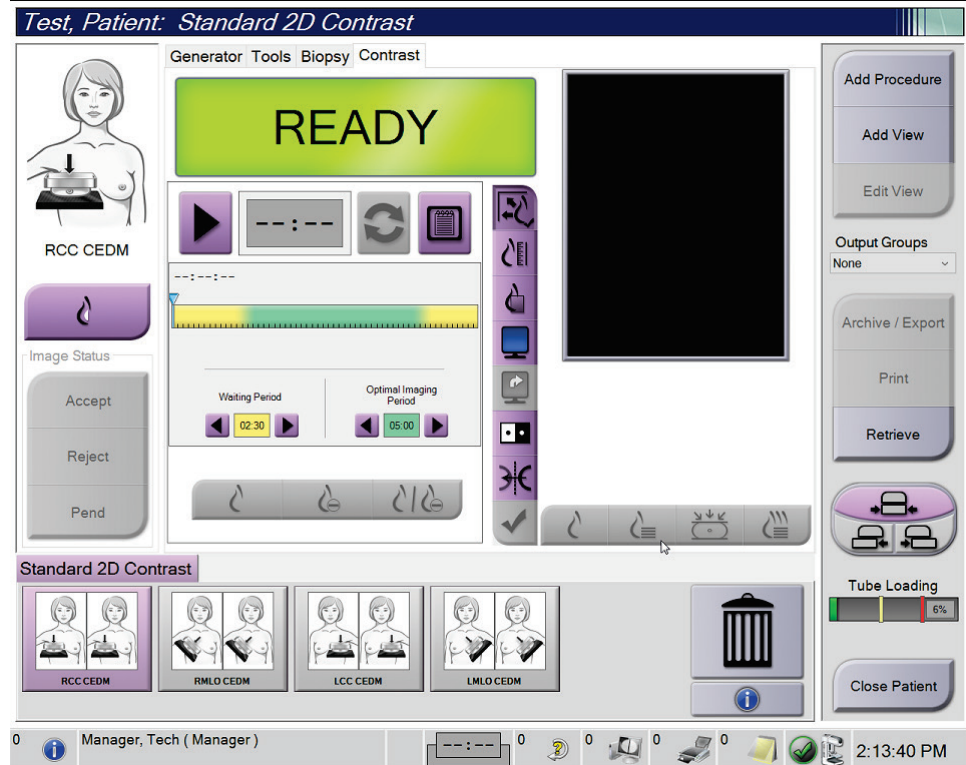 Test, Patient: Standard 2D Contrast
Generator Tools Biopsy Contrast
READY
RCC CEDM
Image Status
Accept
Reject
Pend
--:--
--:--:--
Waiting Period
02:30
Optimal Imaging
Period
05:00
Add Procedure
Add View
Edit View
Output Groups
None
Archive / Export
Print
Retrieve
Tube Loading
6%
Close Patient
Standard 2D Contrast
RCC CEDM
RMLO CEDM
LCC CEDM
LMLO CEDM
0
Manager, Tech ( Manager )
--:--
0
0
0
0
2:13:40 PM